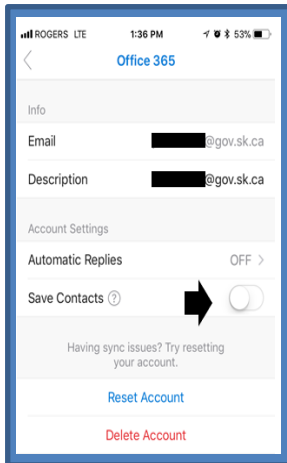 ROGERS LTE 1:36 PM 53%
Office 365
Info
Email @gov.sk.ca
Description @gov.sk.ca
Account Settings
Automatic Replies OFF >
Save Contacts ?
Having sync issues? Try resetting
your account.
Reset Account
Delete Account